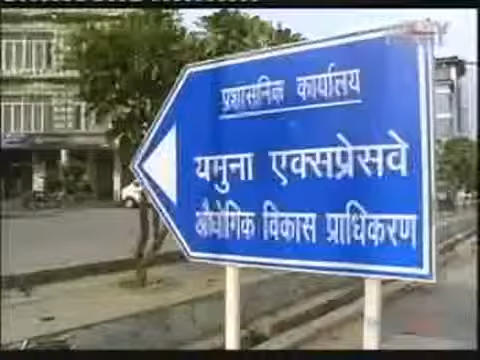 प्रशासनिक कार्यालय
यमुना एक्सप्रेसवे
औद्योगिक विकास प्राधिकरण